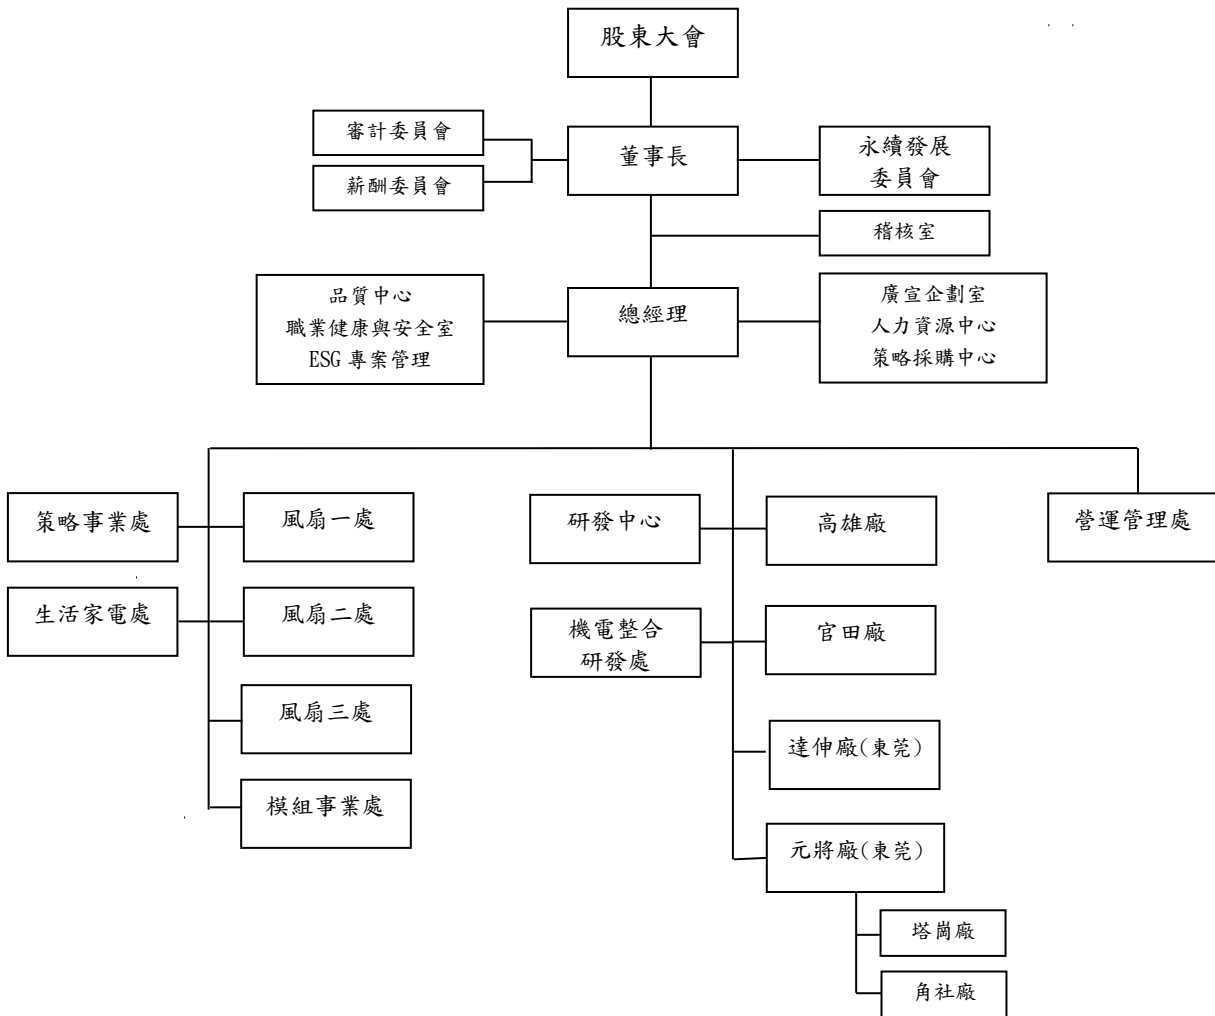 股東大會
審計委員會
薪酬委員會
董事長
永續發展
委員會
稽核室
品質中心
職業健康與安全室
ESG 專案管理
總經理
廣宣企劃室
人力資源中心
策略採購中心
策略事業處
風扇一處
研發中心
高雄廠
營運管理處
生活家電處
風扇二處
機電整合
研發處
官田廠
風扇三處
達伸廠(東莞)
模組事業處
元將廠(東莞)
塔崗廠
角社廠